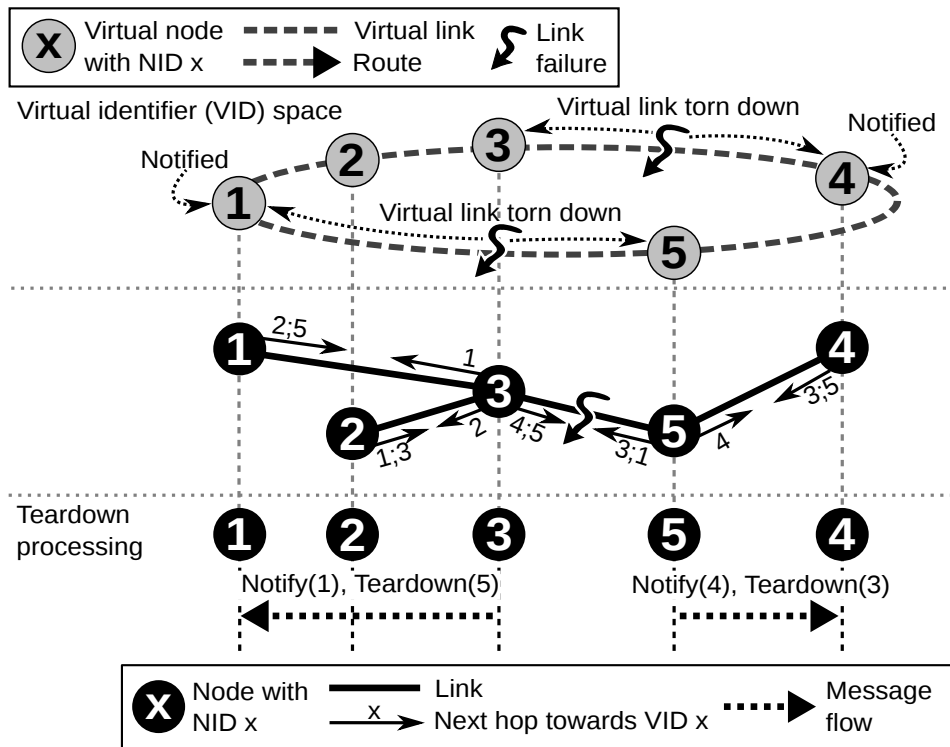 X
Virtual node
with NID x
Virtual link
Route
Link
failure
Virtual identifier (VID) space
Virtual link torn down
Notified
Notified
1
2
3
4
Virtual link torn down
5
2;5
1
1
3
4
3;5
2
1;3
2
4;5
3;1
5
4
Teardown
processing
1
2
3
5
4
Notify(1), Teardown(5)
Notify(4), Teardown(3)
X
Node with
NID x
Link
x
Next hop towards VID x
Message
flow